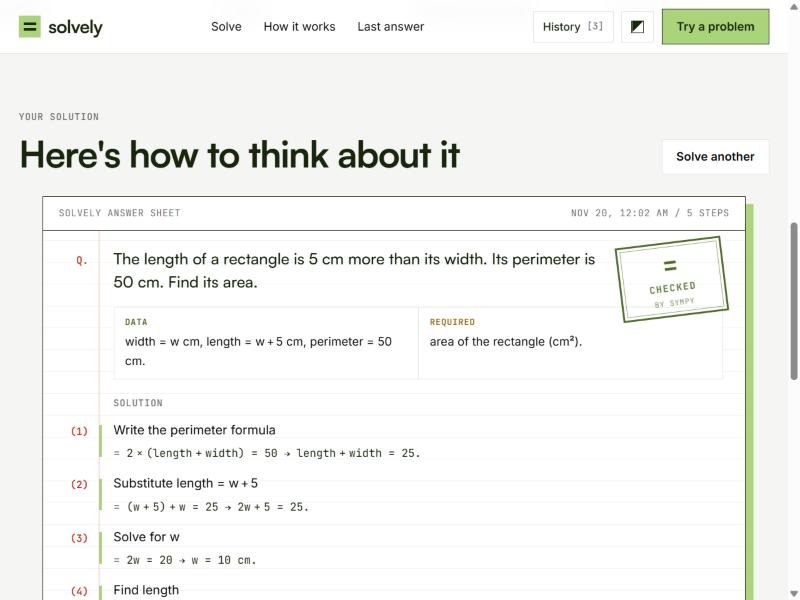 solvely
Solve How it works Last answer History [3] Try a problem
YOUR SOLUTION
Here's how to think about it
Solve another
SOLVELY ANSWER SHEET NOV 20, 12:02 AM / 5 STEPS
Q. The length of a rectangle is 5 cm more than its width. Its perimeter is
50 cm. Find its area.
=
CHECKED
BY SYMPY
DATA
width = w cm, length = w + 5 cm, perimeter = 50
cm.
REQUIRED
area of the rectangle (cm²).
SOLUTION
(1) Write the perimeter formula
= 2 × (length + width) = 50 → length + width = 25.
(2) Substitute length = w + 5
= (w + 5) + w = 25 → 2w + 5 = 25.
(3) Solve for w
= 2w = 20 → w = 10 cm.
(4) Find length